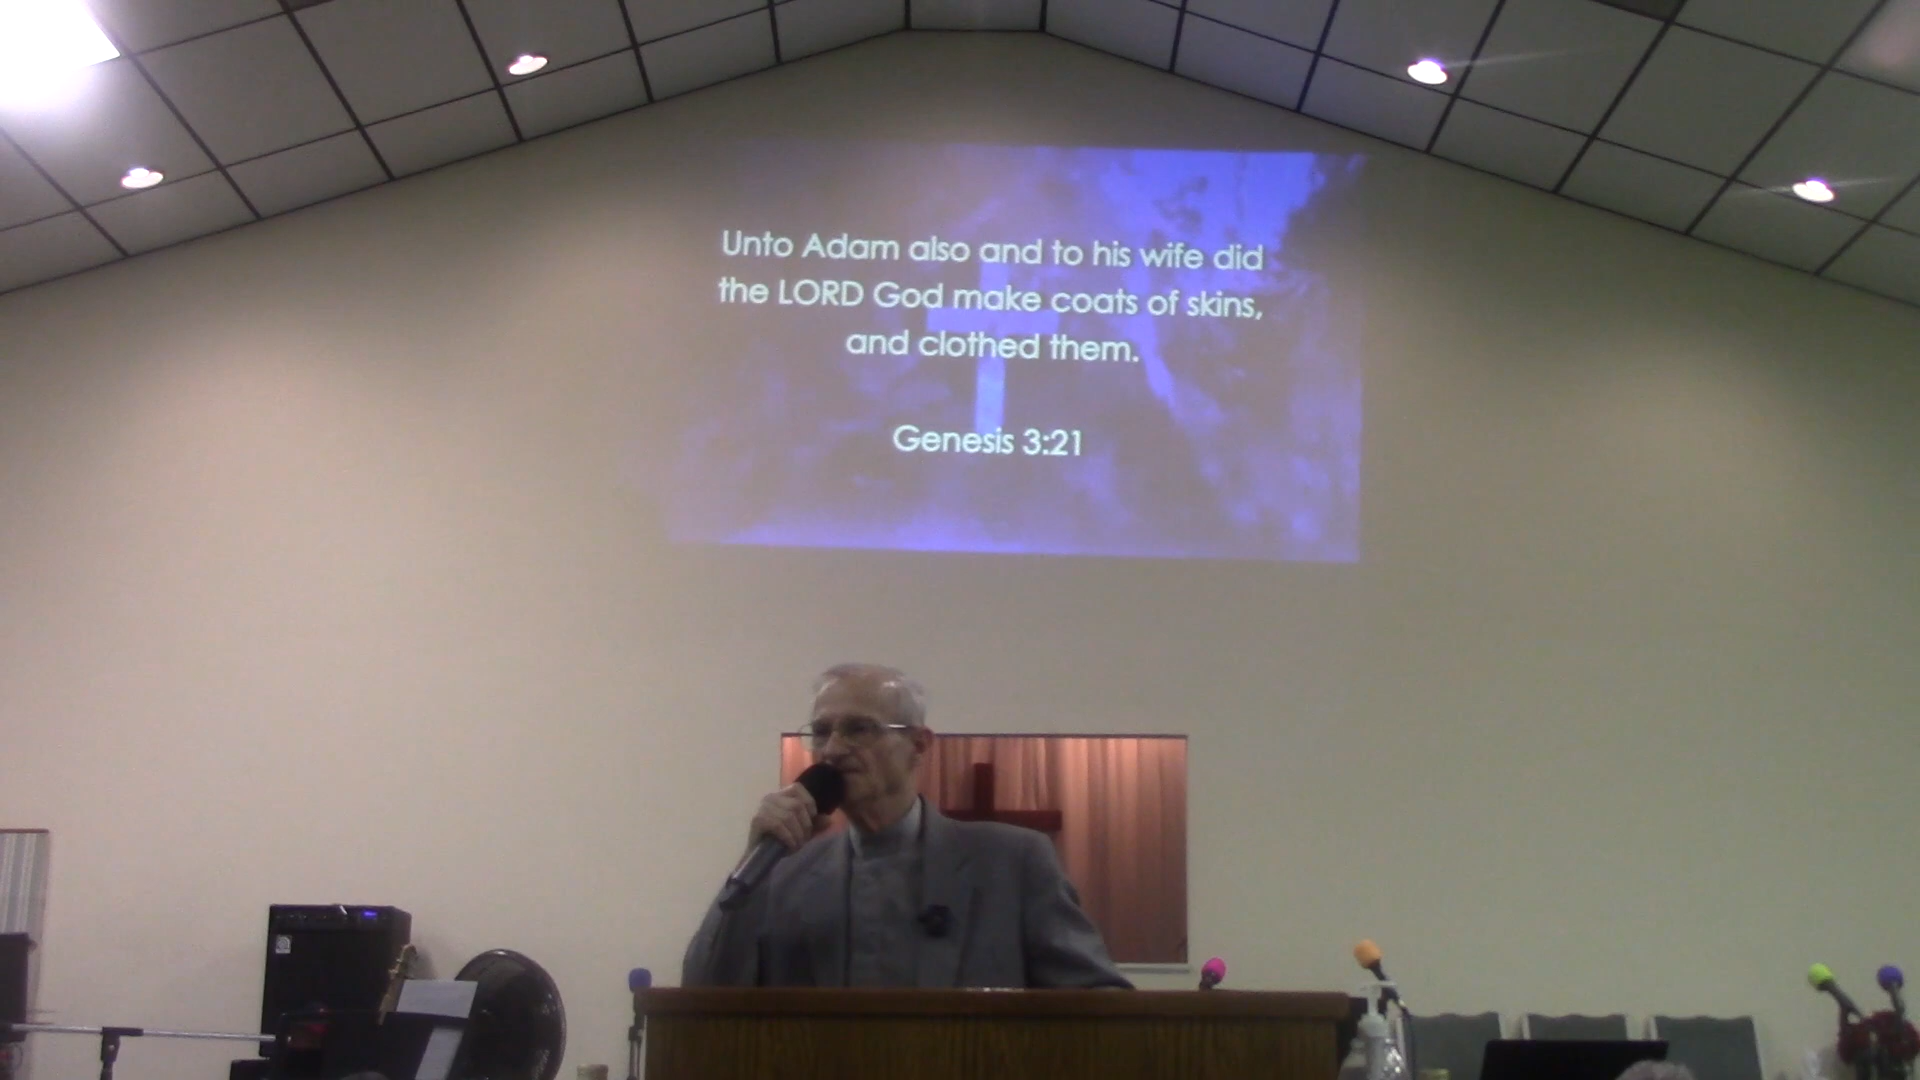 Unto Adam also and to his wife did
the LORD God make coats of skins,
and clothed them.
Genesis 3:21